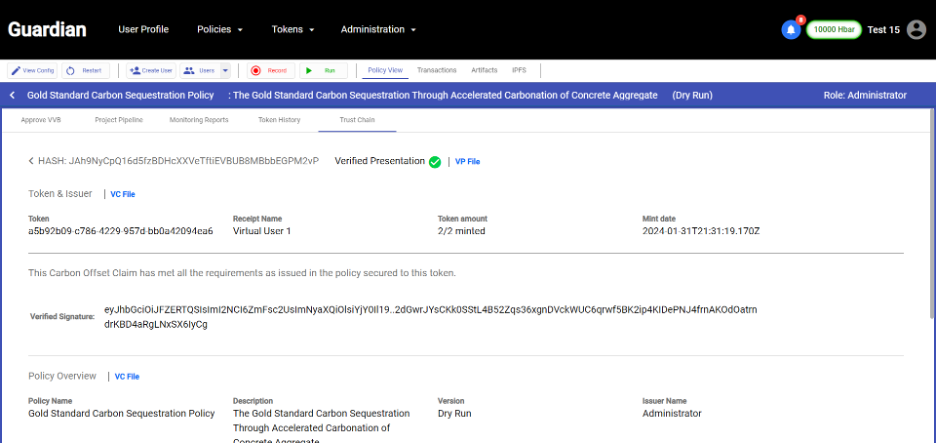 Guardian
User Profile
Policies
Tokens
Administration
8
10000 Hbar
Test 15
View Config
Restart
Create User
Users
Record
Run
Policy View
Transactions
Artifacts
IPFS
Gold Standard Carbon Sequestration Policy : The Gold Standard Carbon Sequestration Through Accelerated Carbonation of Concrete Aggregate (Dry Run)
Role: Administrator
Approve VVB
Project Pipeline
Monitoring Reports
Token History
Trust Chain
HASH: JAh9NyCpQ16d5fzBDHcXXVeTftiEVBUB8MBbbEGPM2vP
Verified Presentation
VP File
Token & Issuer
VC File
Token
Receipt Name
Token amount
Mint date
a5b92b09-c786-4229-957d-bb0a42094ea6
Virtual User 1
2/2 minted
2024-01-31T21:31:19.170Z
This Carbon Offset Claim has met all the requirements as issued in the policy secured to this token.
Verified Signature:
eyJhbGciOiJFZERTQSIsImI2NCI6ZmFsc2UsImNyaXQiOlsiYjY0Il19..2dGwrJYsCKk0SStL4B52Zqs36xgnDVckWUC6qrwf5BK2ip4KIDePNJ4frnAKOdOatrn
drKBD4aRgLNxSX6IyCg
Policy Overview
VC File
Policy Name
Description
Version
Issuer Name
Gold Standard Carbon Sequestration Policy
The Gold Standard Carbon Sequestration
Through Accelerated Carbonation of
Concrete Aggregate
Dry Run
Administrator